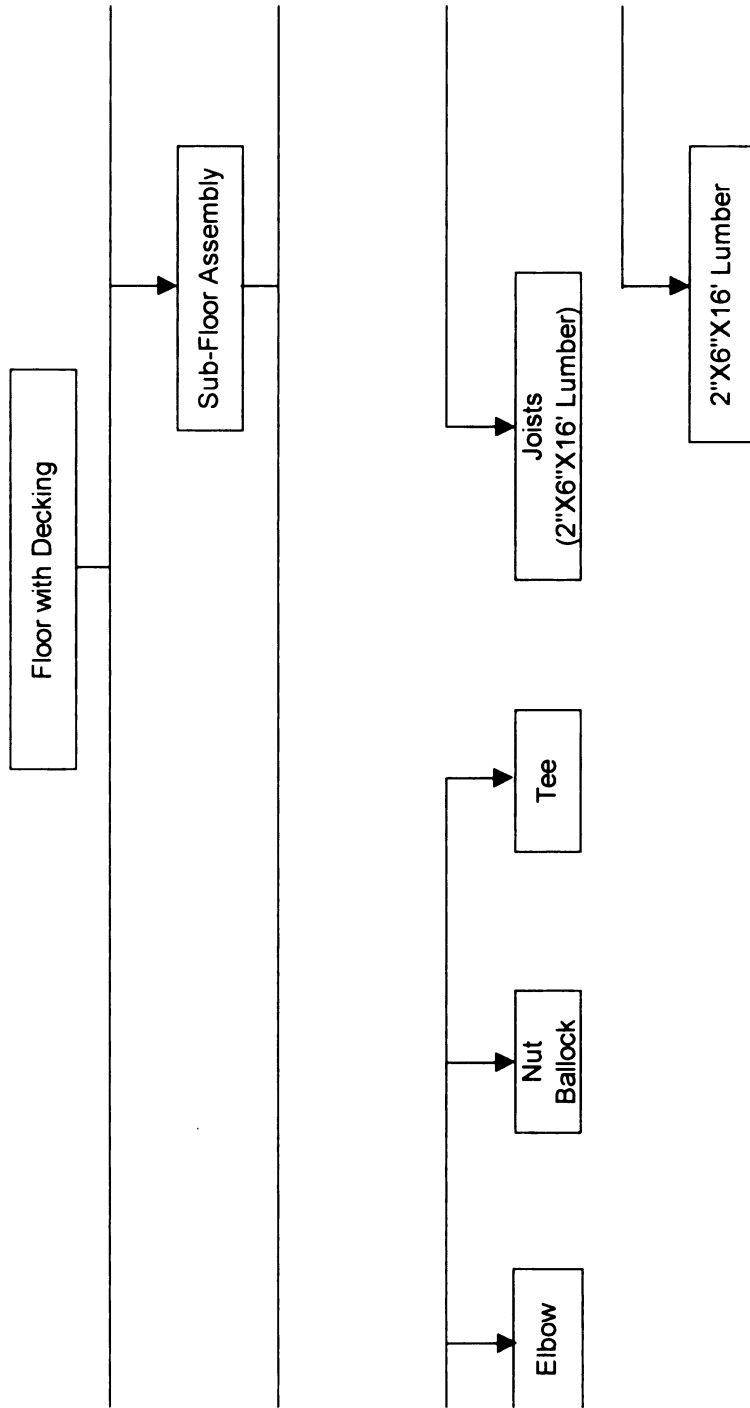 Floor with Decking
Sub-Floor Assembly
Elbow
Nut
Ballock
Tee
Joists
(2"X6"X16' Lumber)
2"X6"X16' Lumber